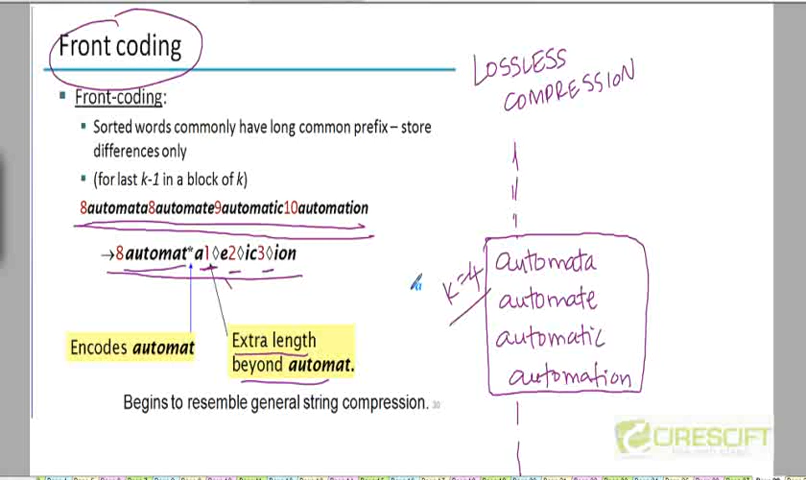 Front coding
Front-coding:
Sorted words commonly have long common prefix – store
differences only
(for last k-1 in a block of k)
8automata8automate9automatic10automation
→8automat*a1◊e2◊ic3◊ion
Encodes automat
Extra length
beyond automat.
Begins to resemble general string compression.
30
LOSSLESS
COMPRESSION
k=4
automata
automate
automatic
automation
CIRESCIFT